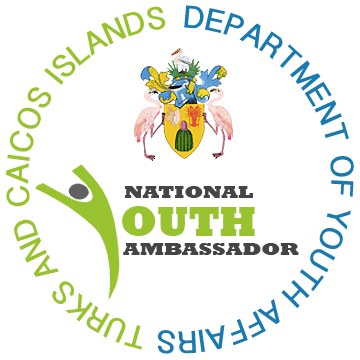 TURKS AND CAICOS ISLANDS DEPARTMENT OF YOUTH AFFAIRS
NATIONAL
YOUTH
AMBASSADOR